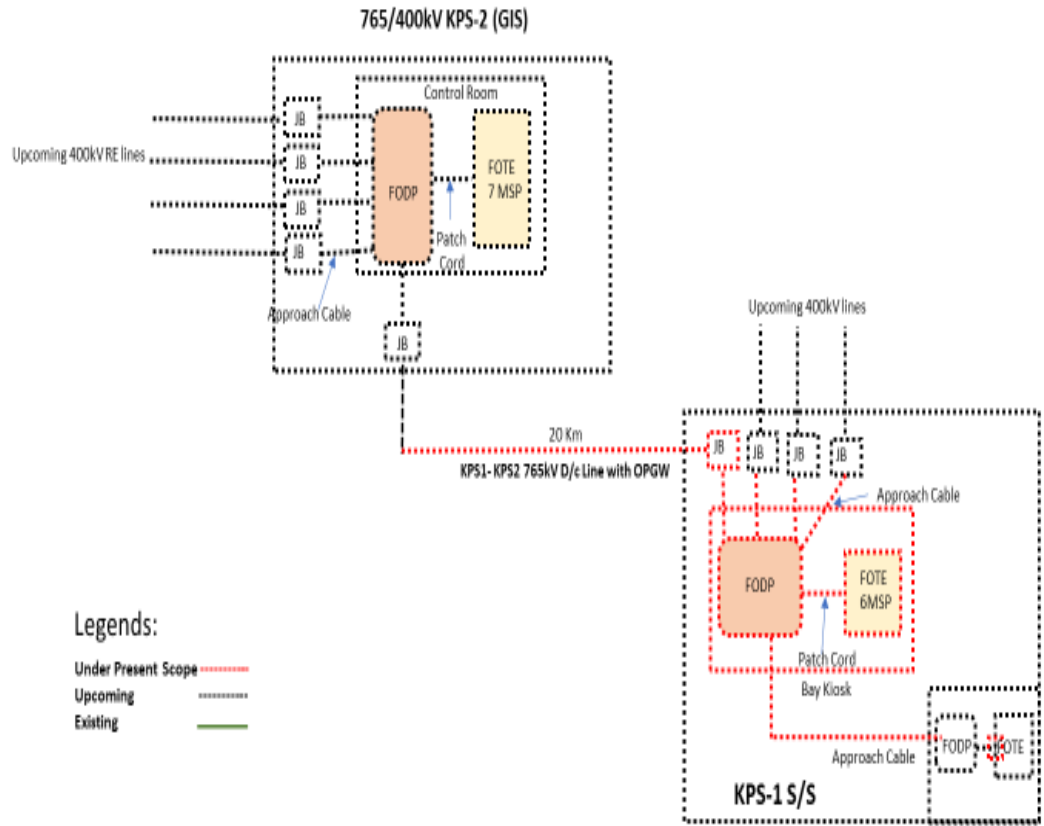 765/400kV KPS-2 (GIS)
Control Room
JB
Upcoming 400kV RE lines
JB
JB
JB
FODP
FOTE
7 MSP
Patch
Cord
Approach Cable
JB
Upcoming 400kV lines
20 Km
KPS1- KPS2 765kV D/c Line with OPGW
JB
JB
JB
JB
Approach Cable
FODP
FOTE
6MSP
Patch Cord
Bay Kiosk
Approach Cable
FODP
FOTE
KPS-1 S/S
Legends:
Under Present Scope
Upcoming
Existing